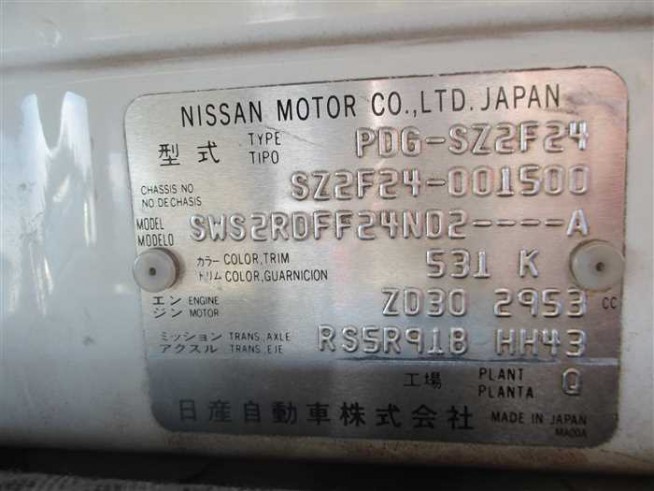 NISSAN MOTOR CO.,LTD. JAPAN
型式 TYPE TIPO PDG-SZ2F24
CHASSIS NO NO.DE CHASIS SZ2F24-001500
MODEL MODELO SWS2RDFF24ND2----A
カラー COLOR,TRIM トリム COLOR,GUARNICION 531 K
エンジン ENGINE MOTOR ZD30 2953 CC
ミッション TRANS.AXLE アクスル TRANS.EJE RS5R91B HH43
工場 PLANT PLANTA Q
日産自動車株式会社 MADE IN JAPAN
MA00A